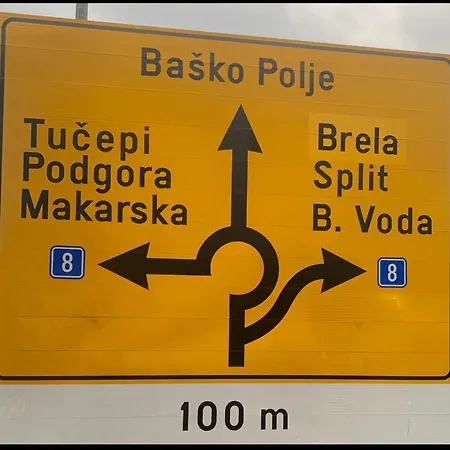 Baško Polje
Tučepi
Podgora
Makarska
8
Brela
Split
B. Voda
8
100 m